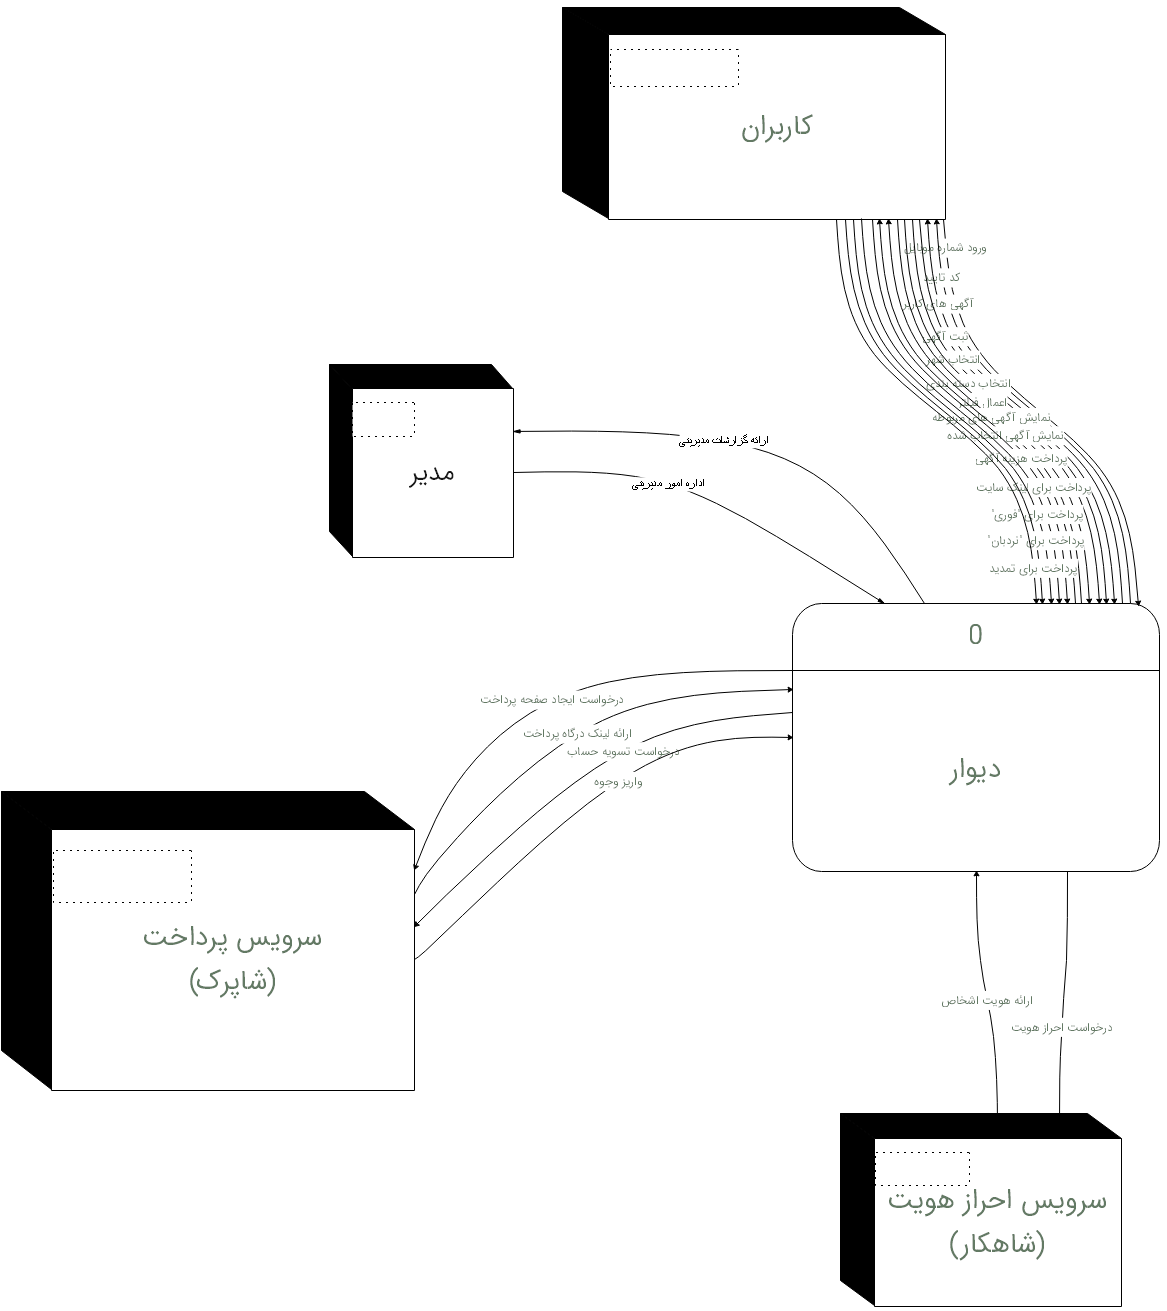 کاربران
ورود شماره موبایل
کد تایید
آگهی های کاربر
ثبت آگهی
انتخاب شهر
انتخاب دسته بندی
اعمال فیلتر
نمایش آگهی های مربوطه
نمایش آگهی انتخاب شده
پرداخت هزینه آگهی
پرداخت برای لینک سایت
پرداخت برای 'فوری'
پرداخت برای 'نردبان'
پرداخت برای تمدید
مدیر
ارائه گزارشات مدیریتی
اداره امور مدیریتی
0
دیوار
درخواست ایجاد صفحه پرداخت
ارائه لینک درگاه پرداخت
درخواست تسویه حساب
واریز وجوه
سرویس پرداخت
(شاپرک)
ارائه هویت اشخاص
درخواست احراز هویت
سرویس احراز هویت
(شاهکار)